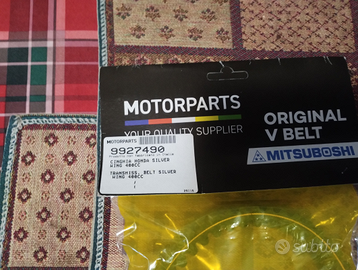 MOTORPARTS
YOUR QUALITY SUPPLIER
ORIGINAL
V BELT
MITSUBOSHI
MOTORPARTS
9927490
CINGHIA HONDA SILVER
WING 400CC
TRANSMISS. BELT SILVER
WING 400CC
/
subito